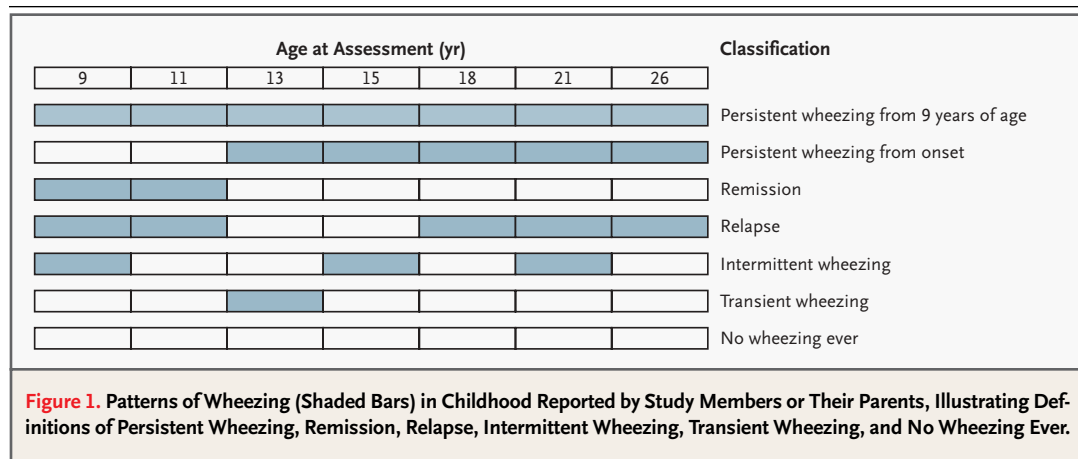 Age at Assessment (yr) Classification
9 11 13 15 18 21 26
Persistent wheezing from 9 years of age
Persistent wheezing from onset
Remission
Relapse
Intermittent wheezing
Transient wheezing
No wheezing ever
Figure 1. Patterns of Wheezing (Shaded Bars) in Childhood Reported by Study Members or Their Parents, Illustrating Def-
initions of Persistent Wheezing, Remission, Relapse, Intermittent Wheezing, Transient Wheezing, and No Wheezing Ever.